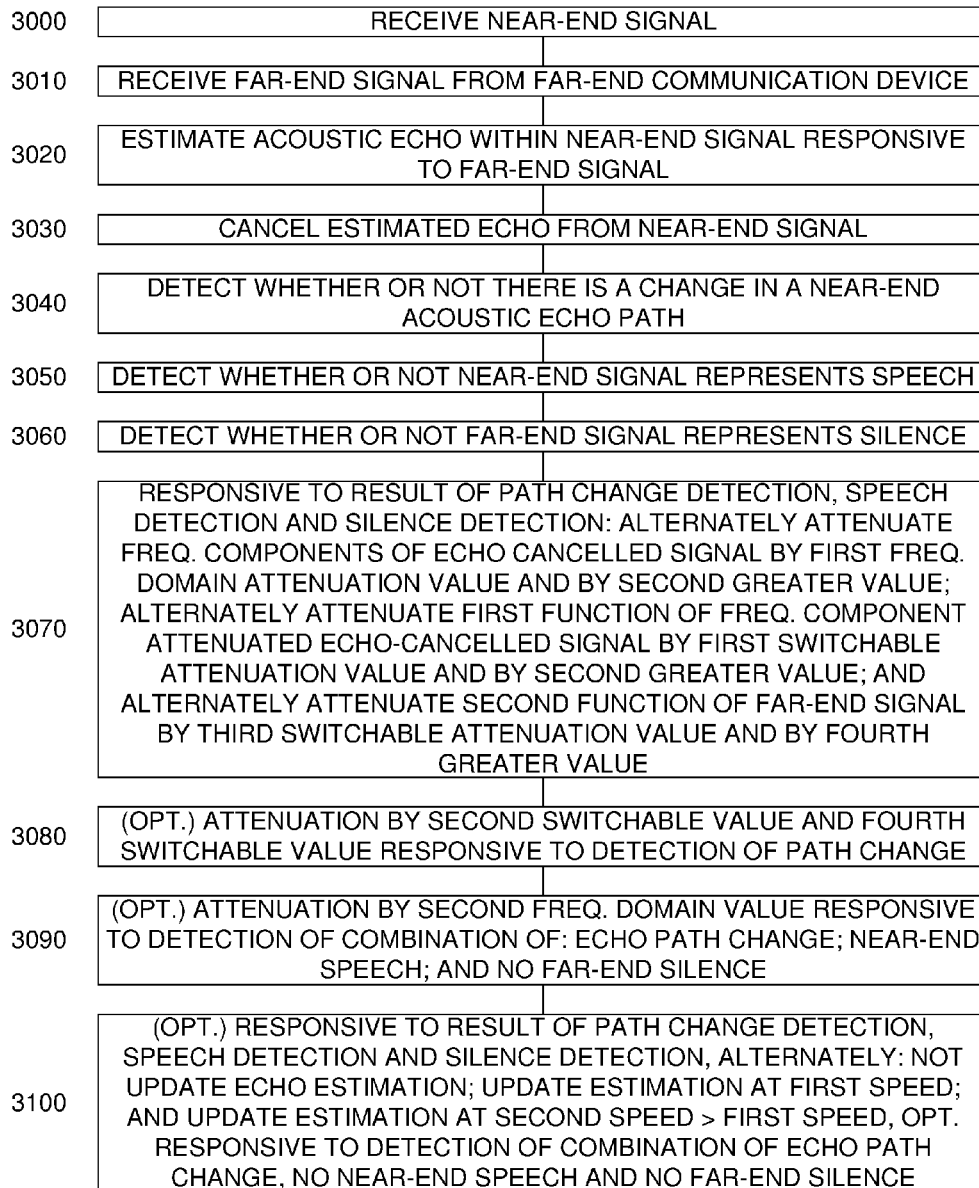 3000 RECEIVE NEAR-END SIGNAL
3010 RECEIVE FAR-END SIGNAL FROM FAR-END COMMUNICATION DEVICE
3020 ESTIMATE ACOUSTIC ECHO WITHIN NEAR-END SIGNAL RESPONSIVE
TO FAR-END SIGNAL
3030 CANCEL ESTIMATED ECHO FROM NEAR-END SIGNAL
3040 DETECT WHETHER OR NOT THERE IS A CHANGE IN A NEAR-END
ACOUSTIC ECHO PATH
3050 DETECT WHETHER OR NOT NEAR-END SIGNAL REPRESENTS SPEECH
3060 DETECT WHETHER OR NOT FAR-END SIGNAL REPRESENTS SILENCE
3070
RESPONSIVE TO RESULT OF PATH CHANGE DETECTION, SPEECH
DETECTION AND SILENCE DETECTION: ALTERNATELY ATTENUATE
FREQ. COMPONENTS OF ECHO CANCELLED SIGNAL BY FIRST FREQ.
DOMAIN ATTENUATION VALUE AND BY SECOND GREATER VALUE;
ALTERNATELY ATTENUATE FIRST FUNCTION OF FREQ. COMPONENT
ATTENUATED ECHO-CANCELLED SIGNAL BY FIRST SWITCHABLE
ATTENUATION VALUE AND BY SECOND GREATER VALUE; AND
ALTERNATELY ATTENUATE SECOND FUNCTION OF FAR-END SIGNAL
BY THIRD SWITCHABLE ATTENUATION VALUE AND BY FOURTH
GREATER VALUE
3080 (OPT.) ATTENUATION BY SECOND SWITCHABLE VALUE AND FOURTH
SWITCHABLE VALUE RESPONSIVE TO DETECTION OF PATH CHANGE
3090
(OPT.) ATTENUATION BY SECOND FREQ. DOMAIN VALUE RESPONSIVE
TO DETECTION OF COMBINATION OF: ECHO PATH CHANGE; NEAR-END
SPEECH; AND NO FAR-END SILENCE
3100
(OPT.) RESPONSIVE TO RESULT OF PATH CHANGE DETECTION,
SPEECH DETECTION AND SILENCE DETECTION, ALTERNATELY: NOT
UPDATE ECHO ESTIMATION; UPDATE ESTIMATION AT FIRST SPEED;
AND UPDATE ESTIMATION AT SECOND SPEED > FIRST SPEED, OPT.
RESPONSIVE TO DETECTION OF COMBINATION OF ECHO PATH
CHANGE, NO NEAR-END SPEECH AND NO FAR-END SILENCE